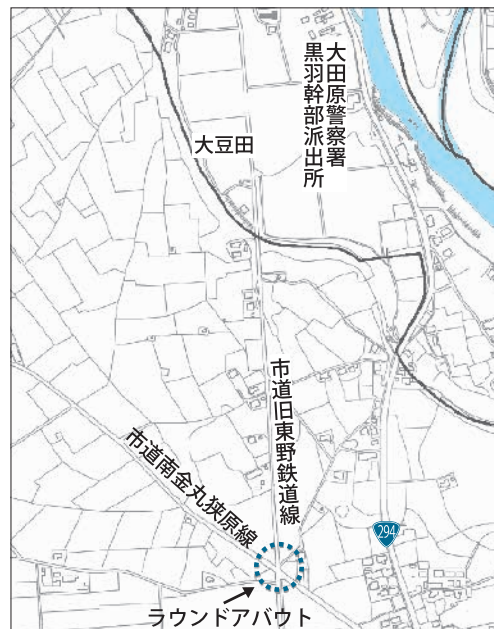 大田原警察署
黒羽幹部派出所
大豆田
市道旧東野鉄道線
市道南金丸狭原線
294
ラウンドアバウト